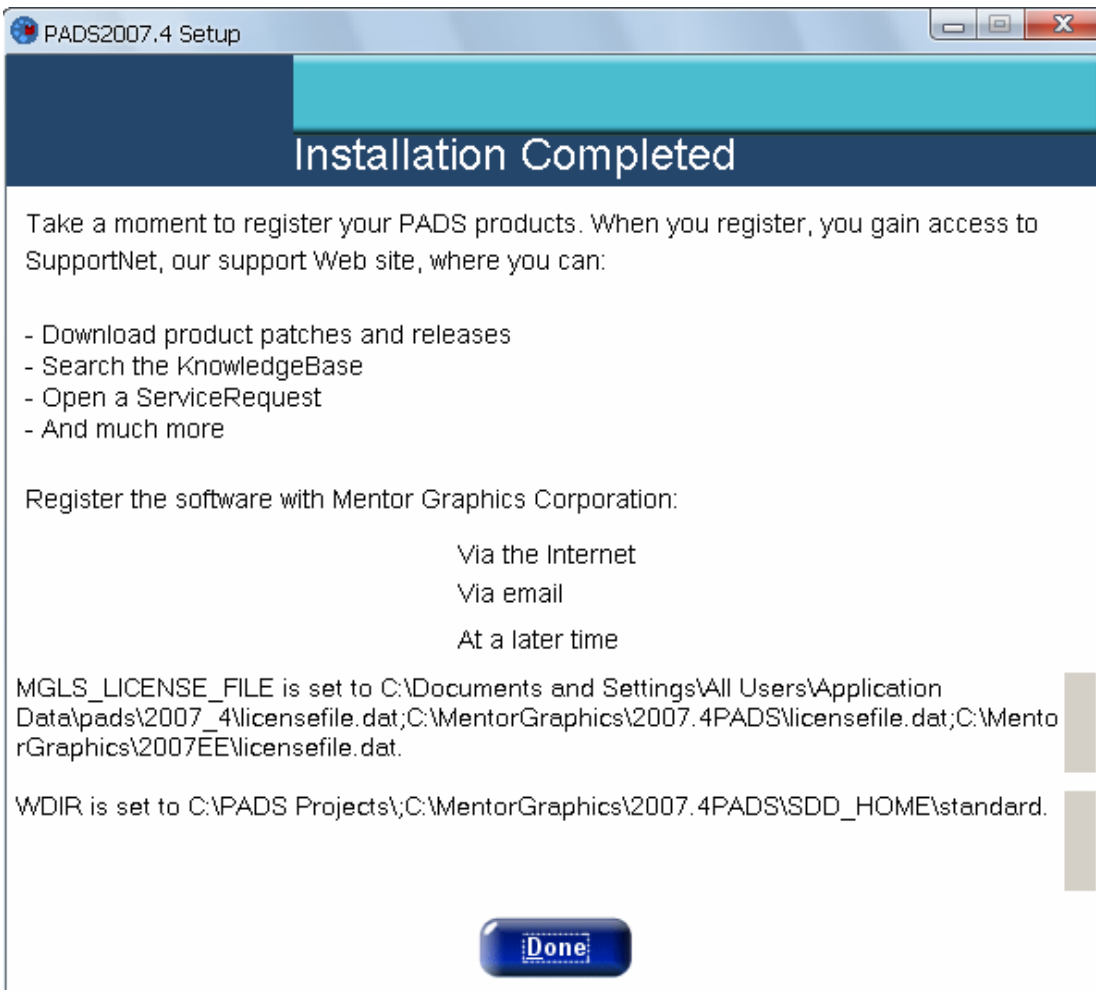 PADS2007.4 Setup
Installation Completed
Take a moment to register your PADS products. When you register, you gain access to
SupportNet, our support Web site, where you can:
- Download product patches and releases
- Search the KnowledgeBase
- Open a ServiceRequest
- And much more
Register the software with Mentor Graphics Corporation:
Via the Internet
Via email
At a later time
MGLS_LICENSE_FILE is set to C:\Documents and Settings\All Users\Application
Data\pads\2007_4\licensefile.dat;C:\MentorGraphics\2007.4PADS\licensefile.dat;C:\Mento
rGraphics\2007EE\licensefile.dat.
WDIR is set to C:\PADS Projects\;C:\MentorGraphics\2007.4PADS\SDD_HOME\standard.
Done